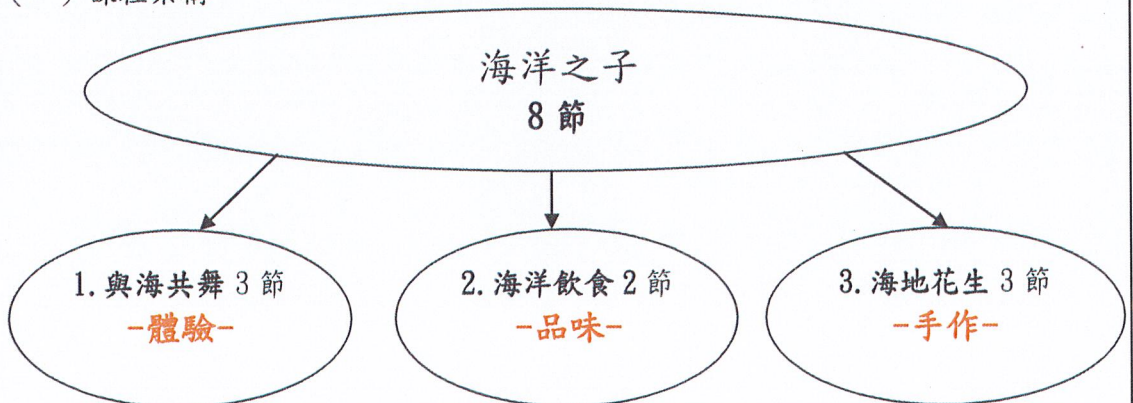 海洋之子
8 節
1.與海共舞 3 節
-體驗-
2.海洋飲食 2 節
-品味-
3.海地花生 3 節
-手作-